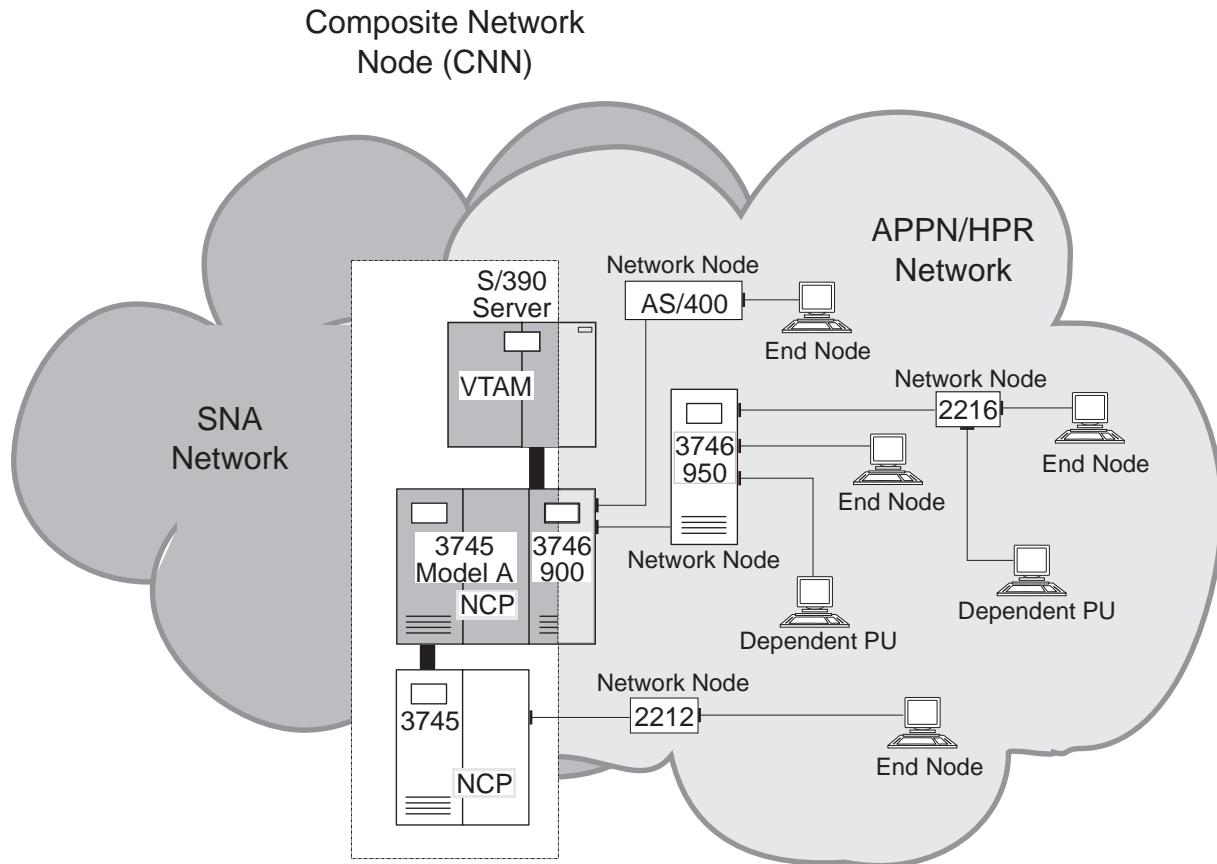 Composite Network
Node (CNN)
APPN/HPR
Network
S/390
Server
VTAM
Network Node
AS/400
End Node
Network Node
2216
End Node
SNA
Network
3746
950
End Node
Network Node
3745
Model A
NCP
3746
900
Dependent PU
Dependent PU
Network Node
2212
3745
NCP
End Node